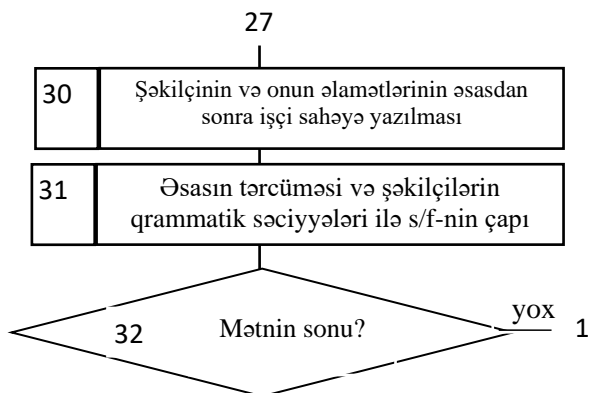 27
30
Şəkilçinin və onun əlamətlərinin əsasdan
sonra işçi sahəyə yazılması
31
Əsasın tərcüməsi və şəkilçilərin
qrammatik səciyyələri ilə s/f-nin çapı
32 Mətnin sonu? yox 1